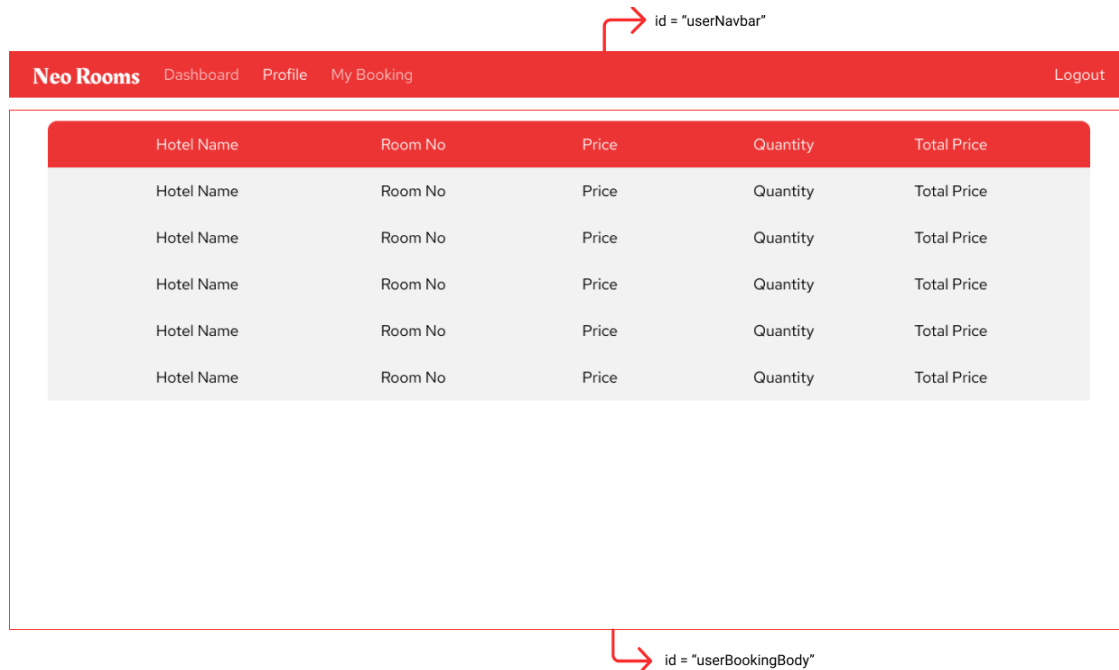 id = “userNavbar”
Neo Rooms Dashboard Profile My Booking Logout
Hotel Name Room No Price Quantity Total Price
Hotel Name Room No Price Quantity Total Price
Hotel Name Room No Price Quantity Total Price
Hotel Name Room No Price Quantity Total Price
Hotel Name Room No Price Quantity Total Price
Hotel Name Room No Price Quantity Total Price
id = “userBookingBody”